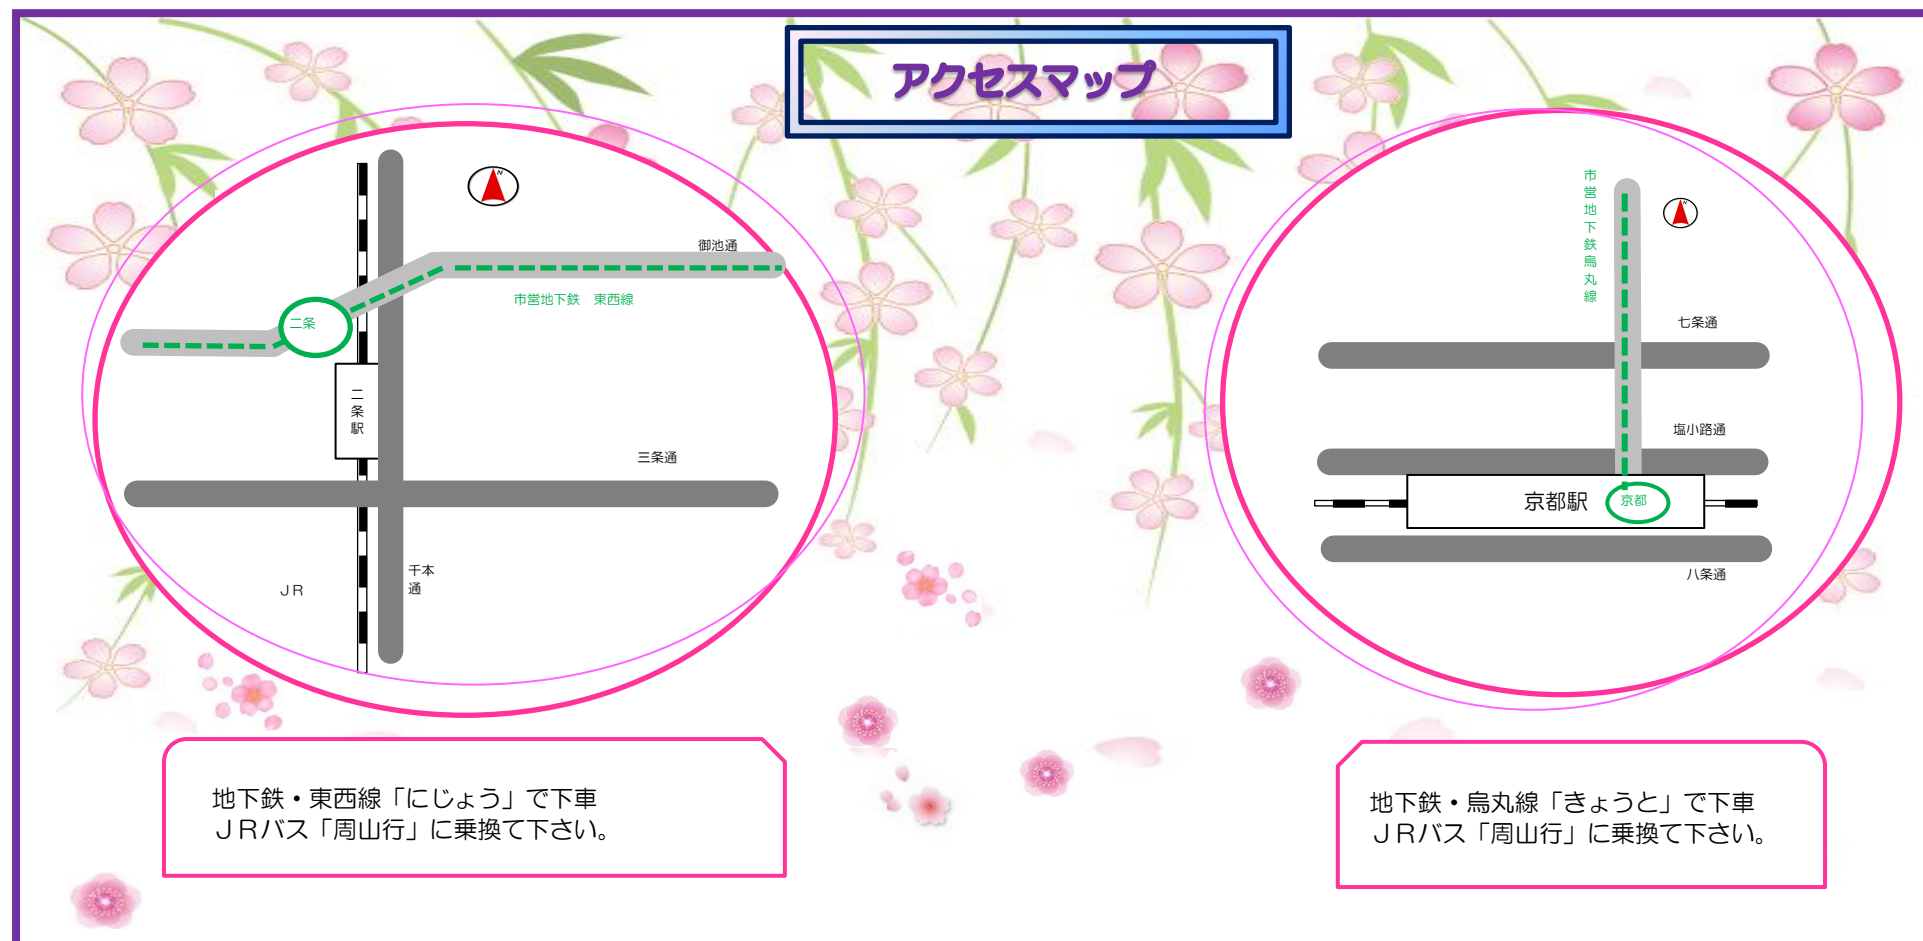 アクセスマップ
N
御池通
市営地下鉄　東西線
二条
二条駅
三条通
千本
通
ＪＲ
地下鉄・東西線「にじょう」で下車
ＪＲバス「周山行」に乗換て下さい。
市営地下鉄烏丸線
N
七条通
塩小路通
京都駅
京都
八条通
地下鉄・烏丸線「きょうと」で下車
ＪＲバス「周山行」に乗換て下さい。